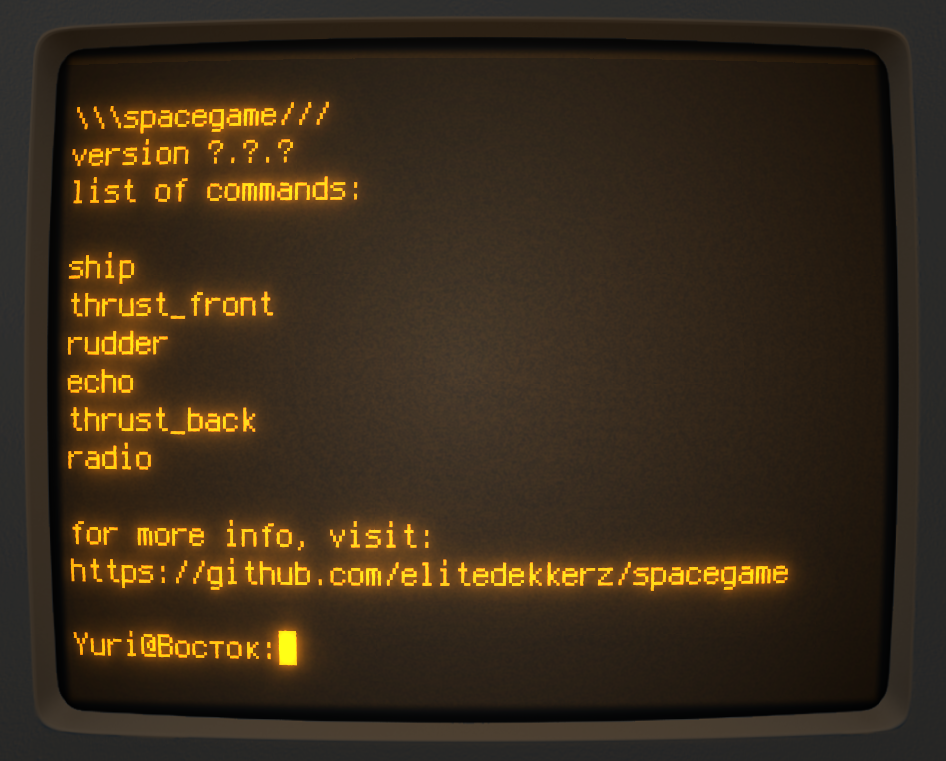 \\\spacegame///
version ?.?.?
list of commands:
ship
thrust_front
rudder
echo
thrust_back
radio
for more info, visit:
https://github.com/elitedekkerz/spacegame
Yuri@Восток: